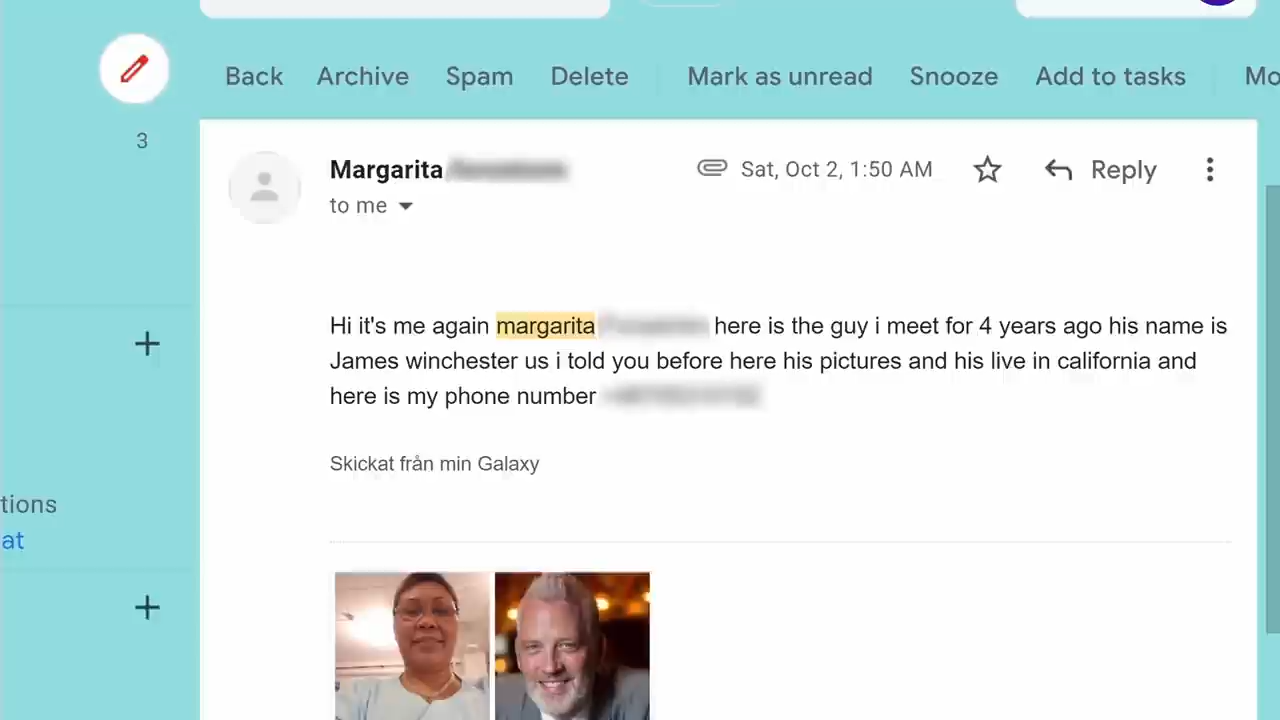 Back Archive Spam Delete Mark as unread Snooze Add to tasks Mo
3
Margarita
Sat, Oct 2, 1:50 AM Reply
to me
Hi it's me again margarita here is the guy i meet for 4 years ago his name is
James winchester us i told you before here his pictures and his live in california and
here is my phone number
Skickat från min Galaxy
tions
at